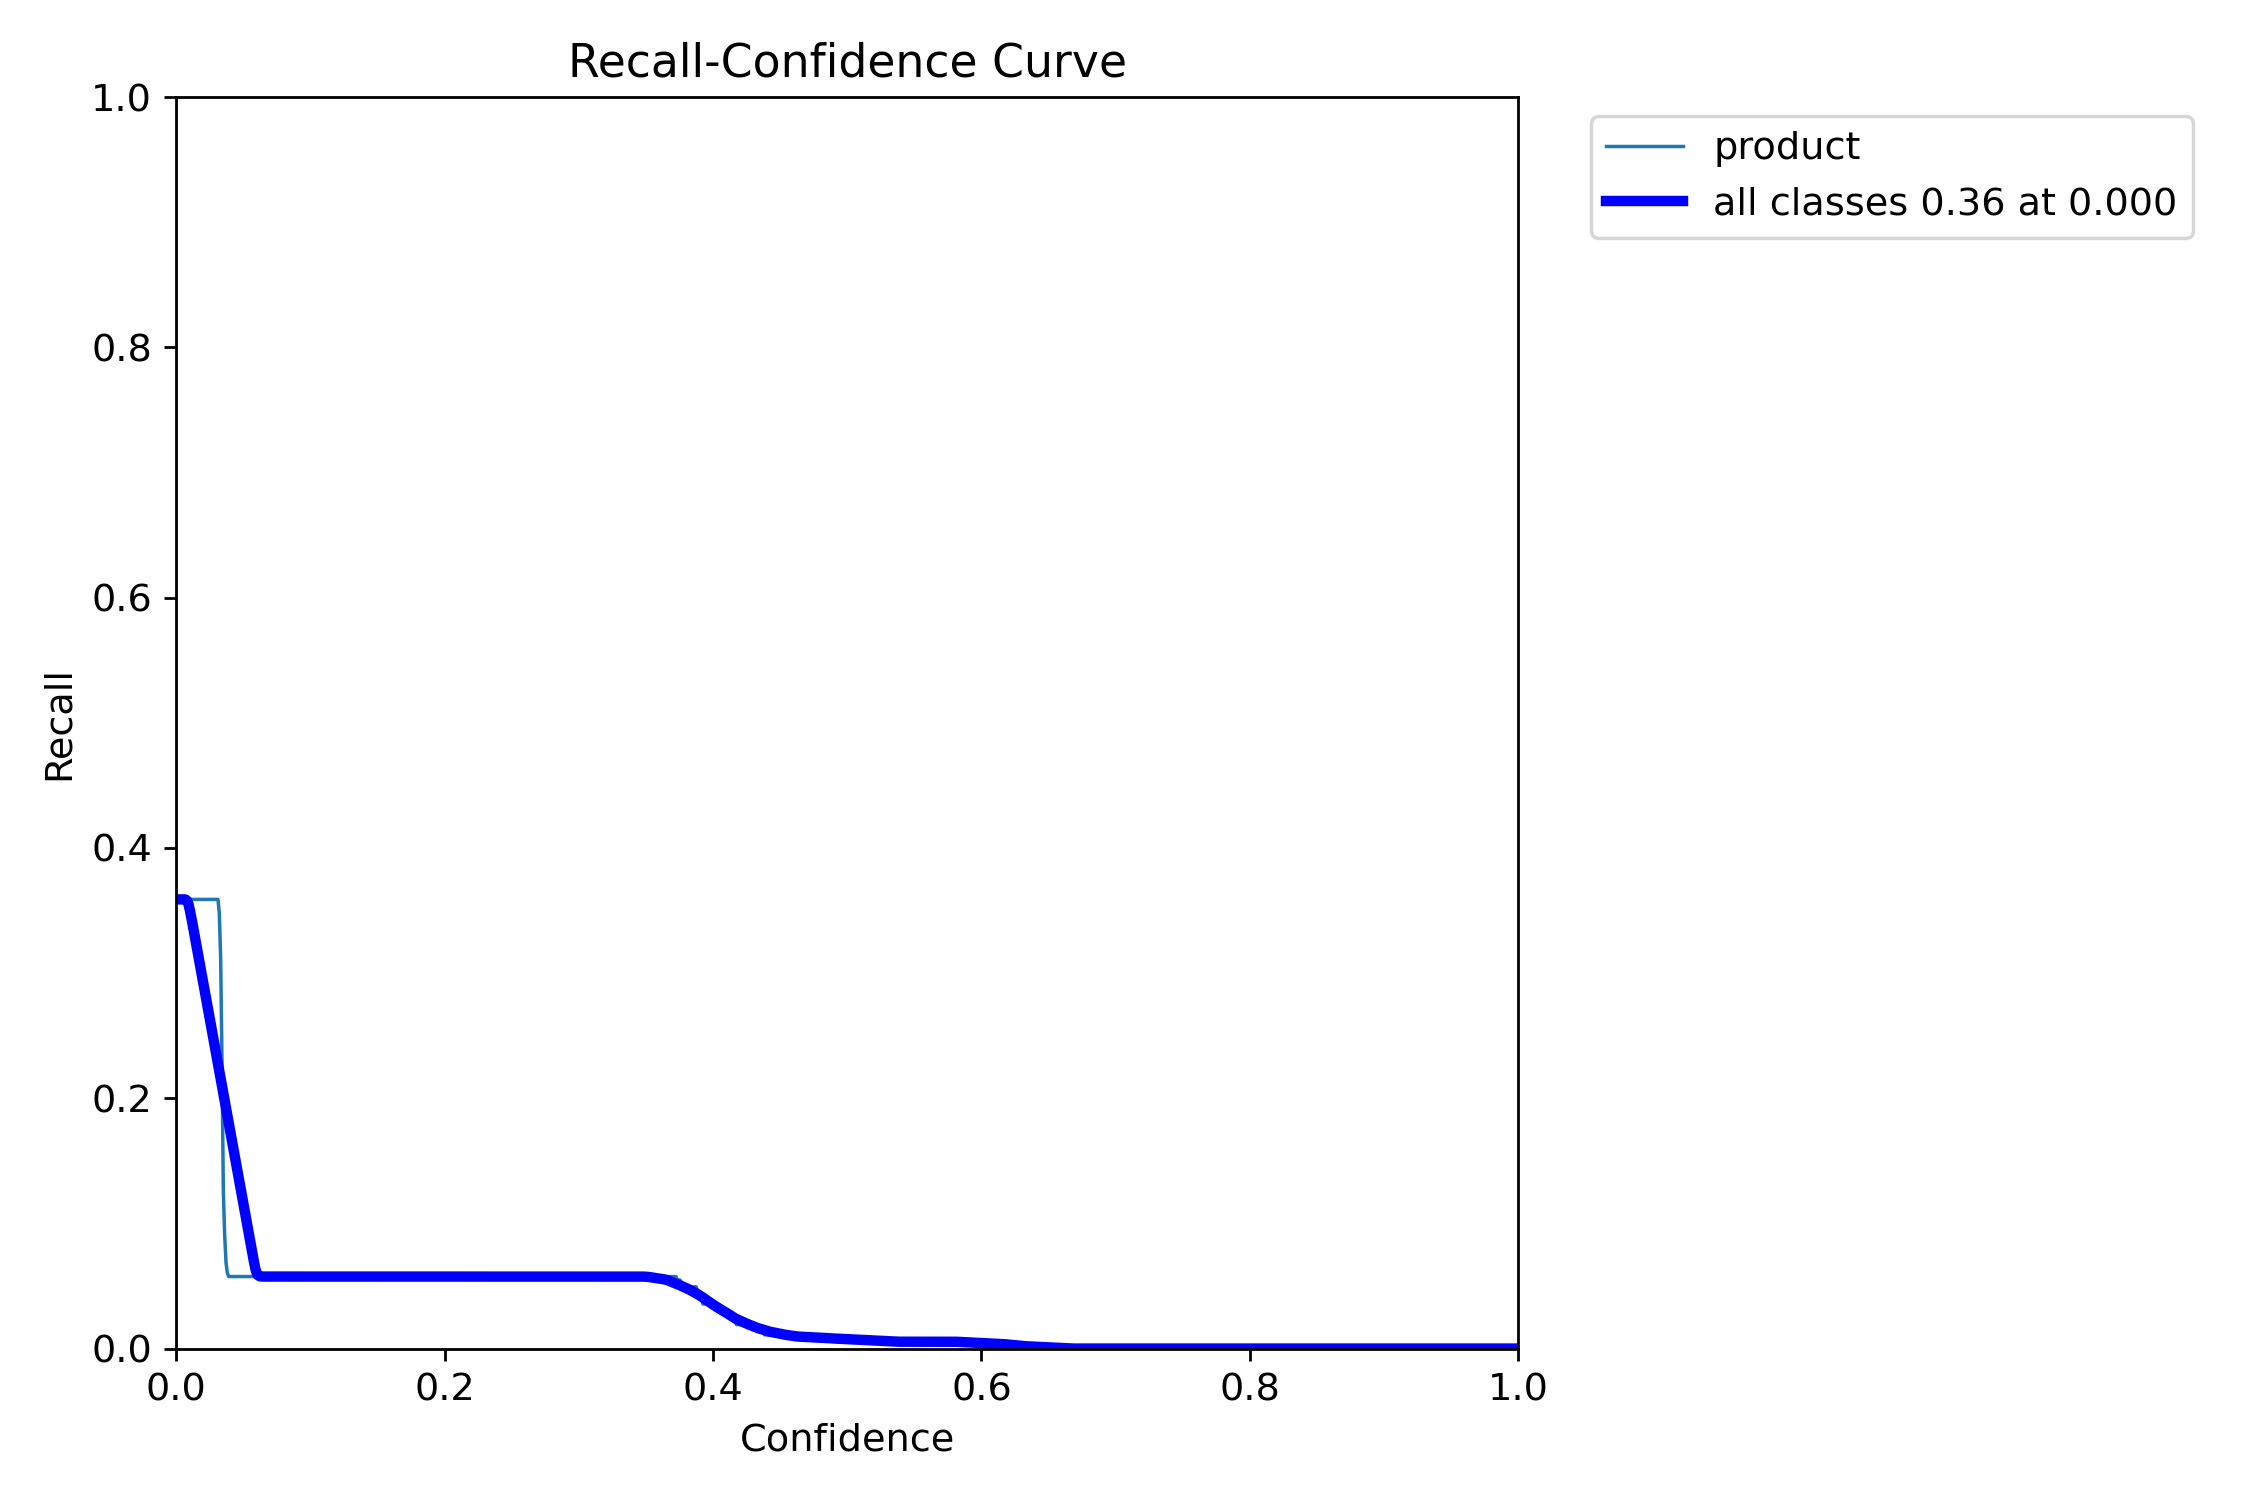 Recall-Confidence Curve
1.0
0.8
0.6
0.4
0.2
0.0
Recall
0.0 0.2 0.4 0.6 0.8 1.0
Confidence
product
all classes 0.36 at 0.000